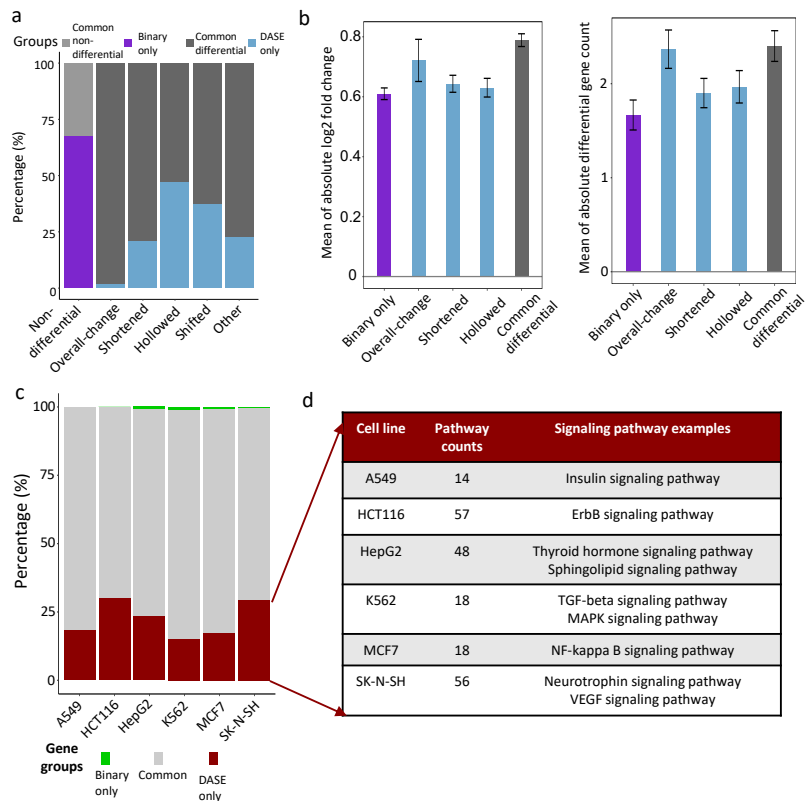 a
Groups
Common non-differential
Binary only
Common differential
DASE only
Percentage (%)
100
75
50
25
0
Non-differential
Overall-change
Shortened
Hollowed
Shifted
Other
b
Mean of absolute log2 fold change
0.8
0.6
0.4
0.2
0
Binary only
Overall-change
Shortened
Hollowed
Common differential
Mean of absolute differential gene count
2
1
0
Binary only
Overall-change
Shortened
Hollowed
Common differential
c
Percentage (%)
100
75
50
25
0
A549
HCT116
HepG2
K562
MCF7
SK-N-SH
Gene groups
Binary only
Common
DASE only
d
Cell line Pathway counts Signaling pathway examples
A549 14 Insulin signaling pathway
HCT116 57 ErbB signaling pathway
HepG2 48 Thyroid hormone signaling pathway
Sphingolipid signaling pathway
K562 18 TGF-beta signaling pathway
MAPK signaling pathway
MCF7 18 NF-kappa B signaling pathway
SK-N-SH 56 Neurotrophin signaling pathway
VEGF signaling pathway